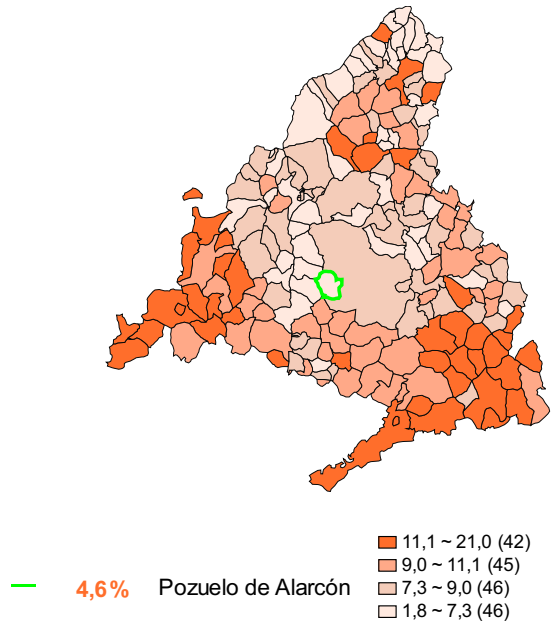 11,1 ~ 21,0 (42)
9,0 ~ 11,1 (45)
7,3 ~ 9,0 (46)
1,8 ~ 7,3 (46)
4,6% Pozuelo de Alarcón